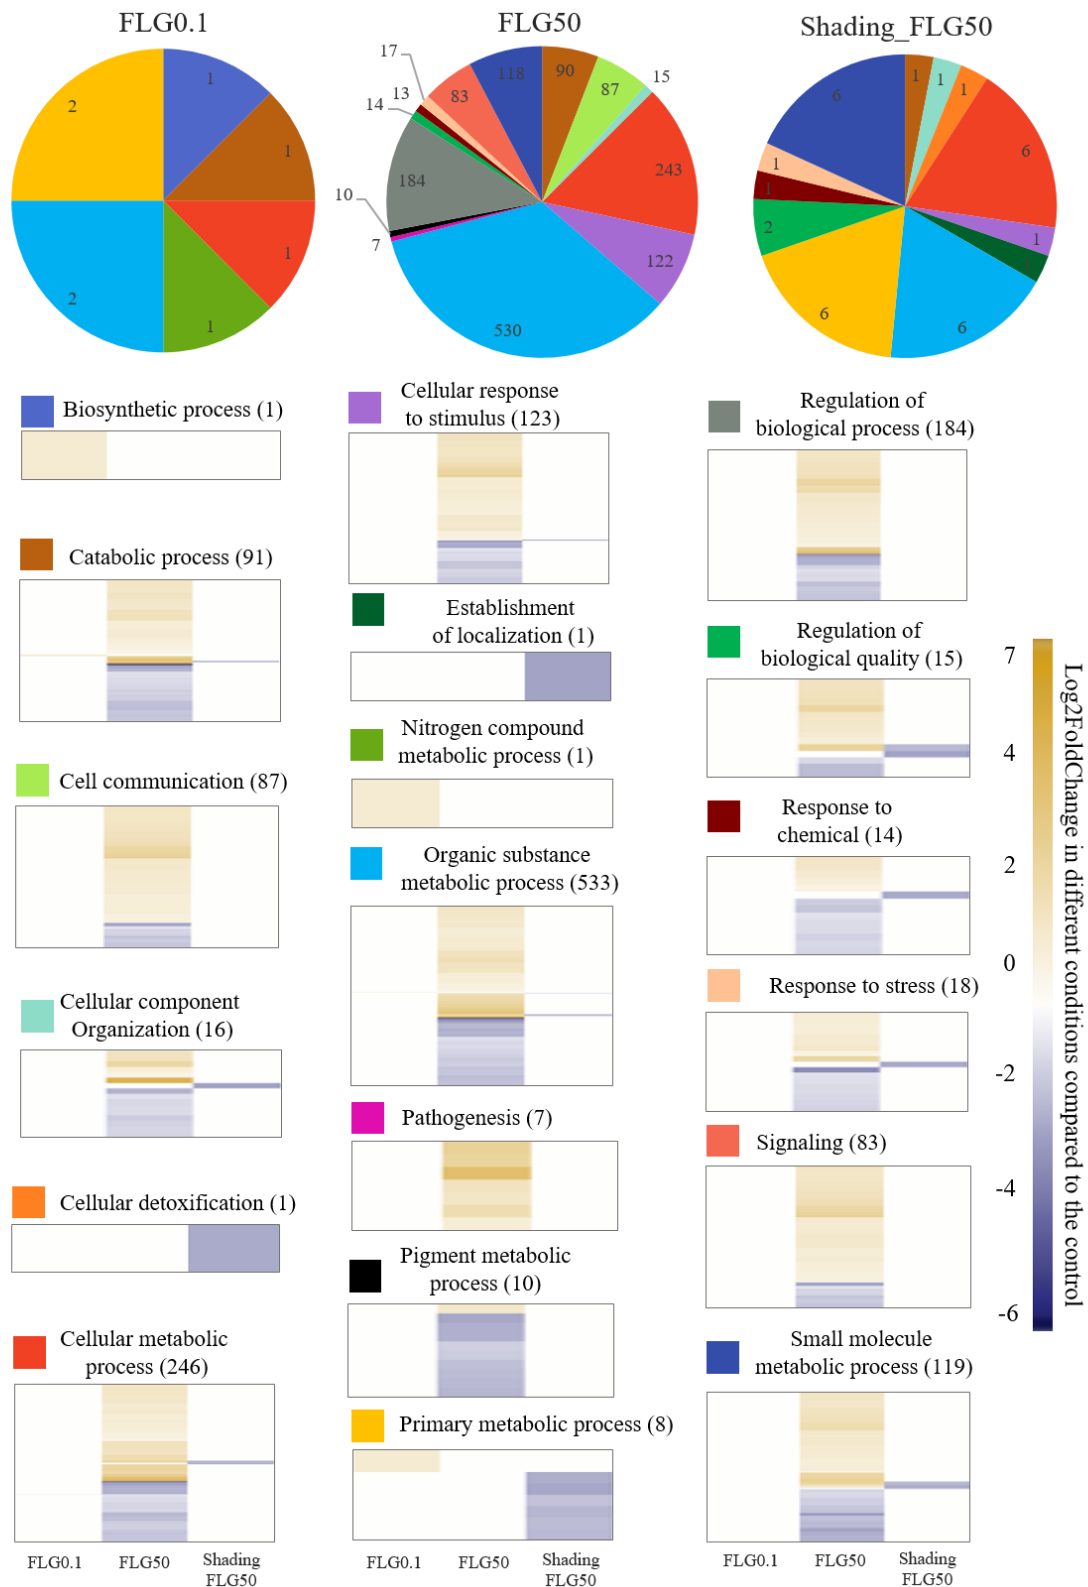 FLG0.1
FLG50
Shading_FLG50
1
1
1
1
2
2
90
87
15
243
122
530
7
10
184
14
13
17
83
118
1
1
1
6
1
6
6
2
1
1
6
Biosynthetic process (1)
Catabolic process (91)
Cell communication (87)
Cellular component
Organization (16)
Cellular detoxification (1)
Cellular metabolic
process (246)
FLG0.1
FLG50
Shading
FLG50
Cellular response
to stimulus (123)
Establishment
of localization (1)
Nitrogen compound
metabolic process (1)
Organic substance
metabolic process (533)
Pathogenesis (7)
Pigment metabolic
process (10)
Primary metabolic process (8)
FLG0.1
FLG50
Shading
FLG50
Regulation of
biological process (184)
Regulation of
biological quality (15)
Response to
chemical (14)
Response to stress (18)
Signaling (83)
Small molecule
metabolic process (119)
FLG0.1
FLG50
Shading
FLG50
7
4
2
0
-2
-4
-6
Log2FoldChange in different conditions compared to the control